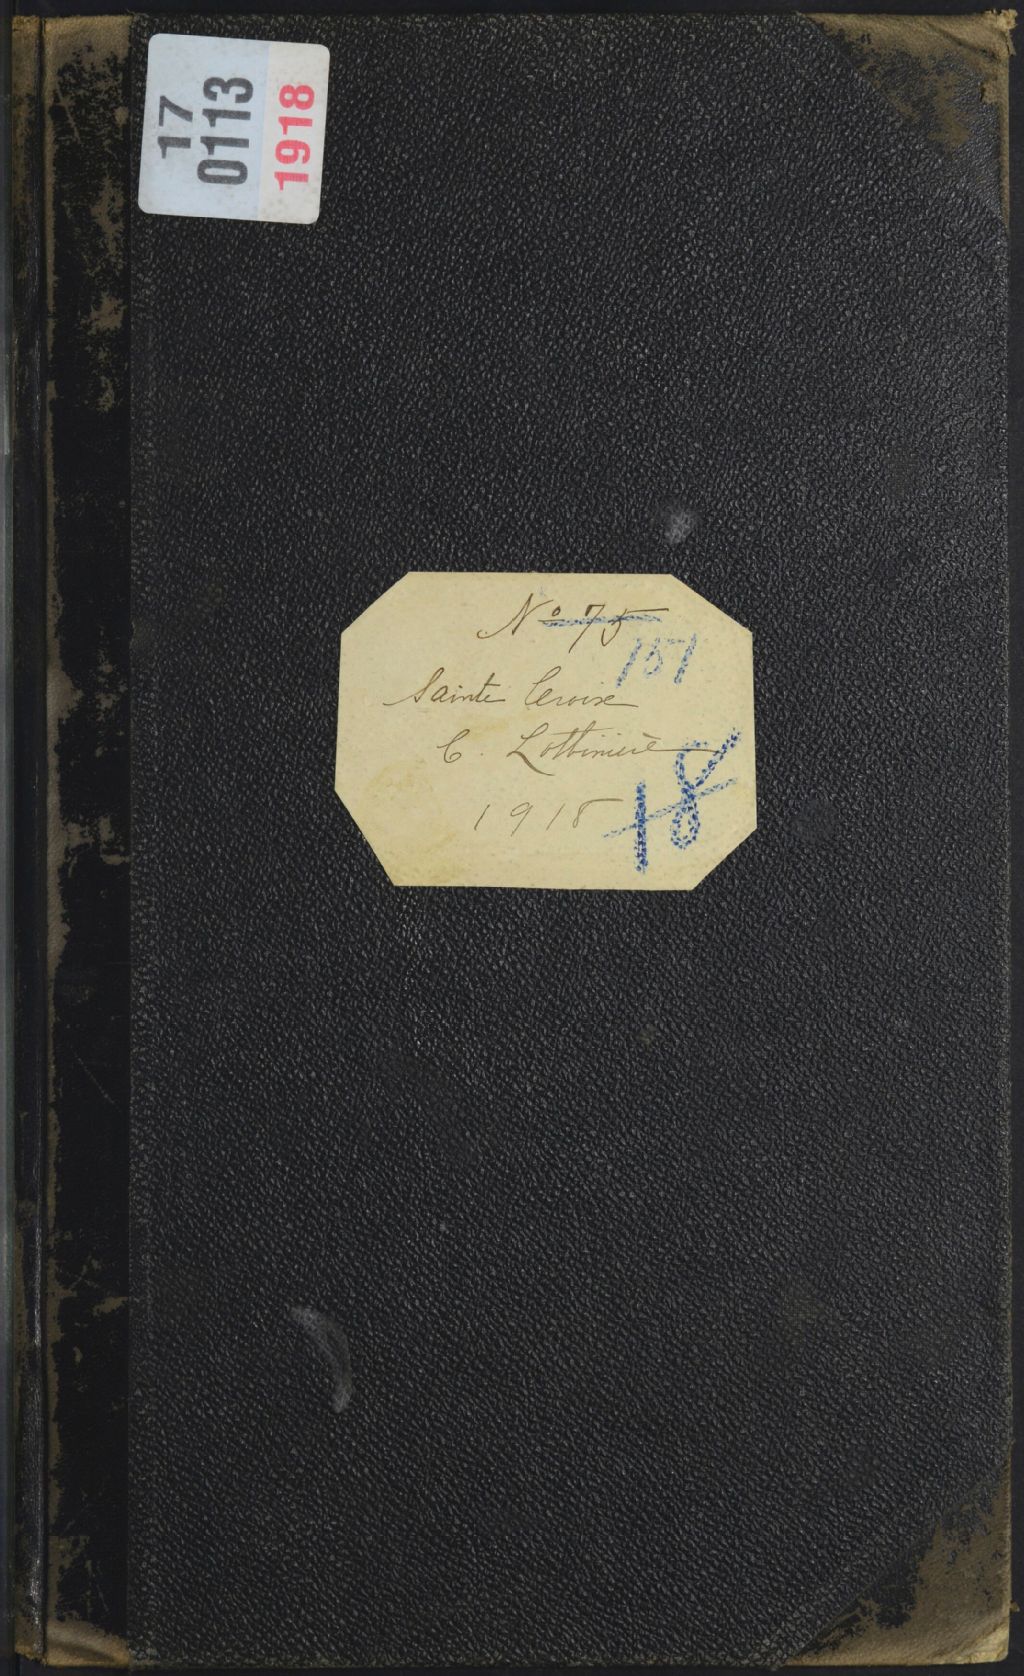 17
0113
1918
Nº 75
151
Sainte Croix
C. Lotbinière
1918
18